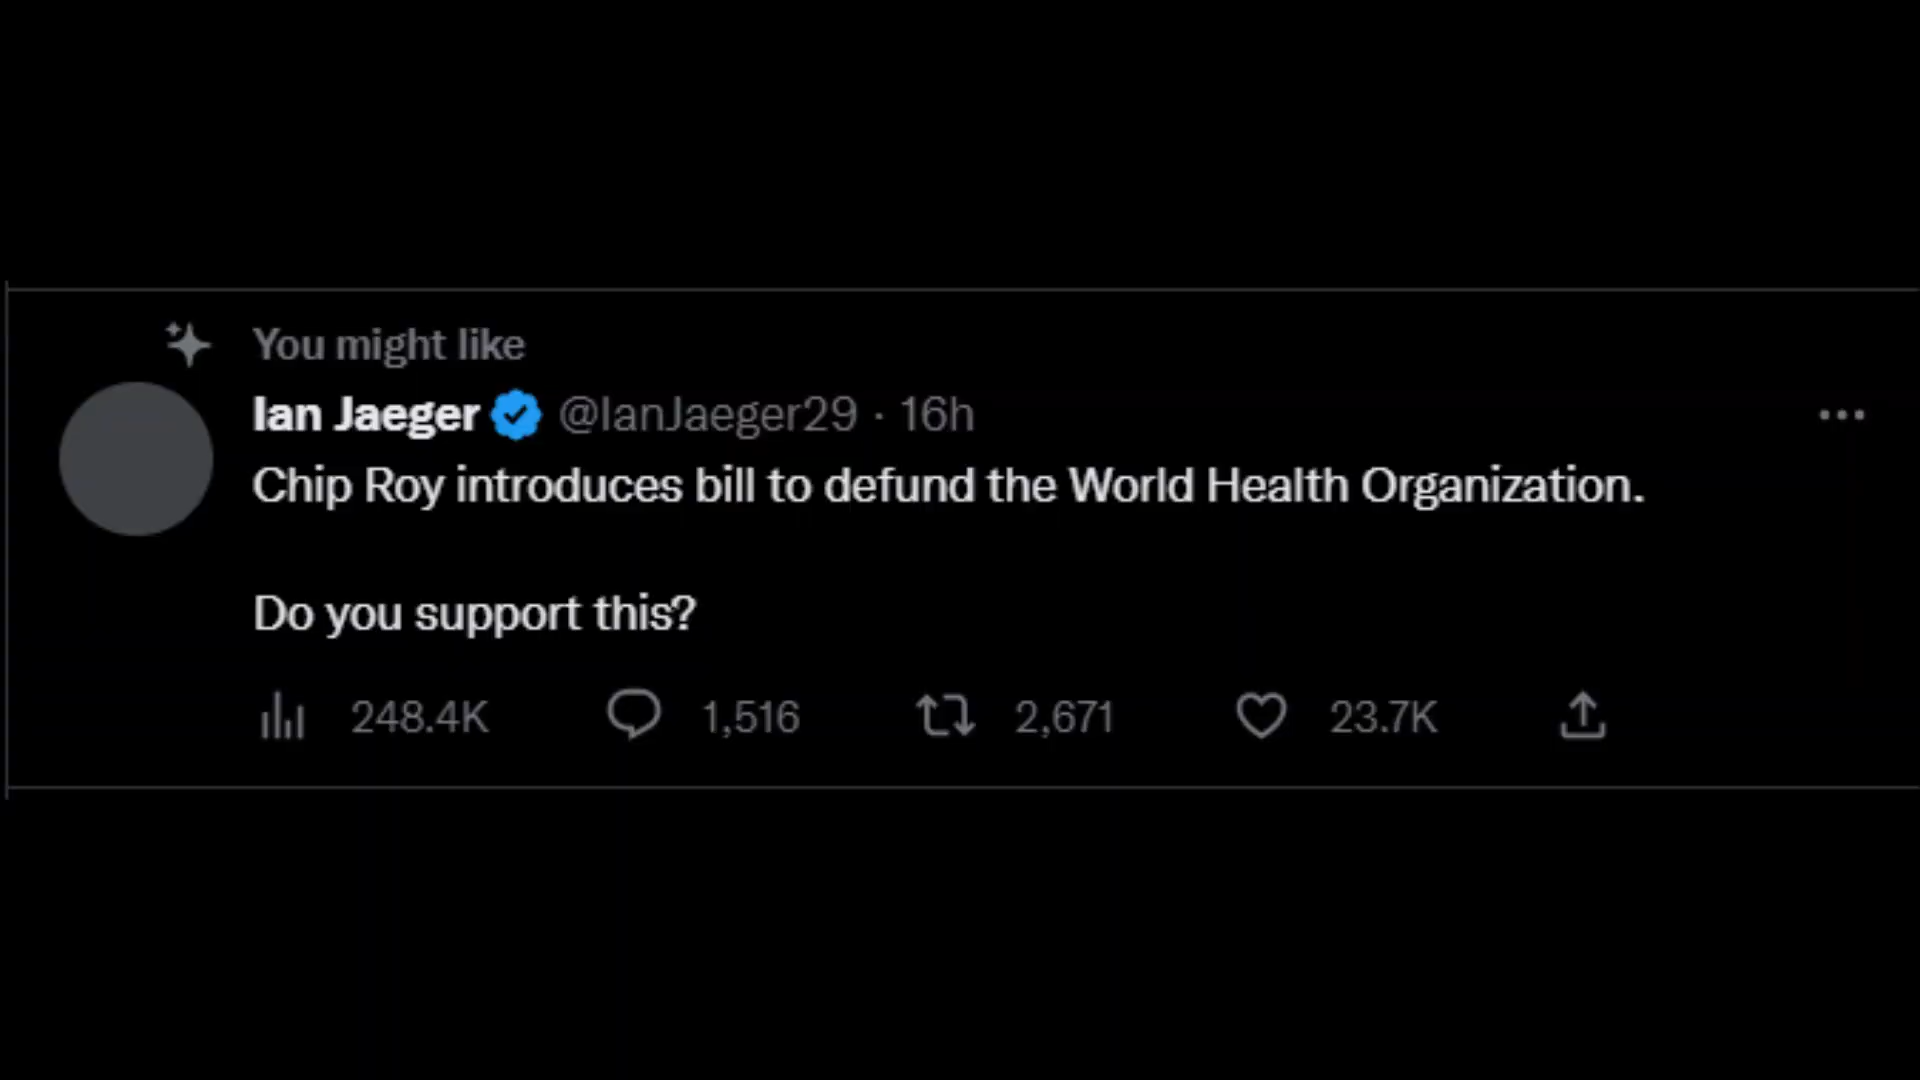 You might like
Ian Jaeger @IanJaeger29 · 16h
Chip Roy introduces bill to defund the World Health Organization.
Do you support this?
248.4K 1,516 2,671 23.7K